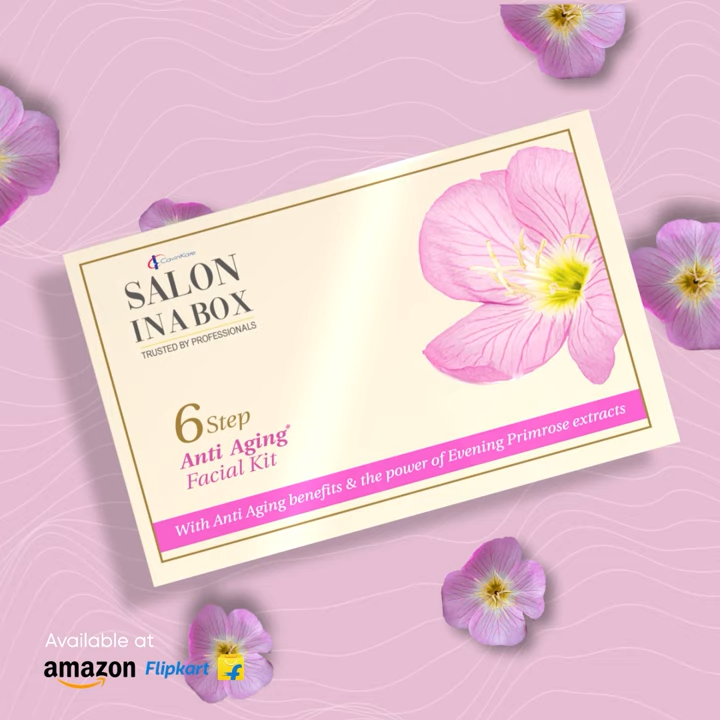 CavinKare
SALON
IN A BOX
TRUSTED BY PROFESSIONALS
6 Step
Anti Aging*
Facial Kit
With Anti Aging benefits & the power of Evening Primrose extracts
Available at
amazon Flipkart